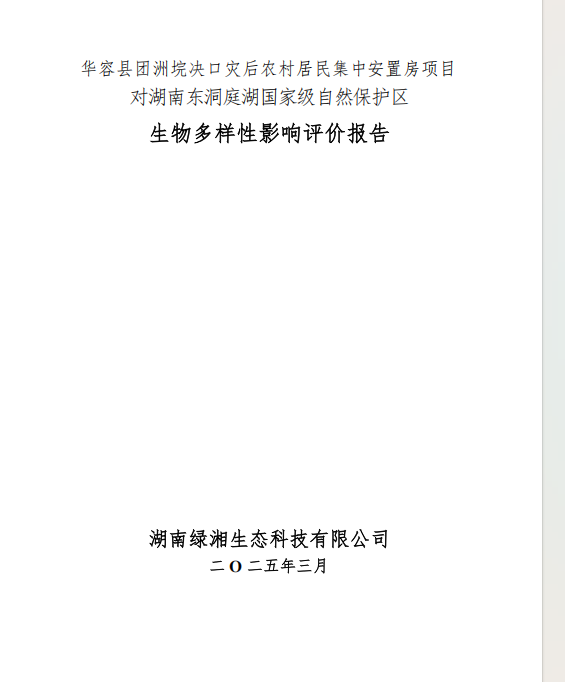 华容县团洲垸决口灾后农村居民集中安置房项目
对湖南东洞庭湖国家级自然保护区
生物多样性影响评价报告
湖南绿湘生态科技有限公司
二O二五年三月